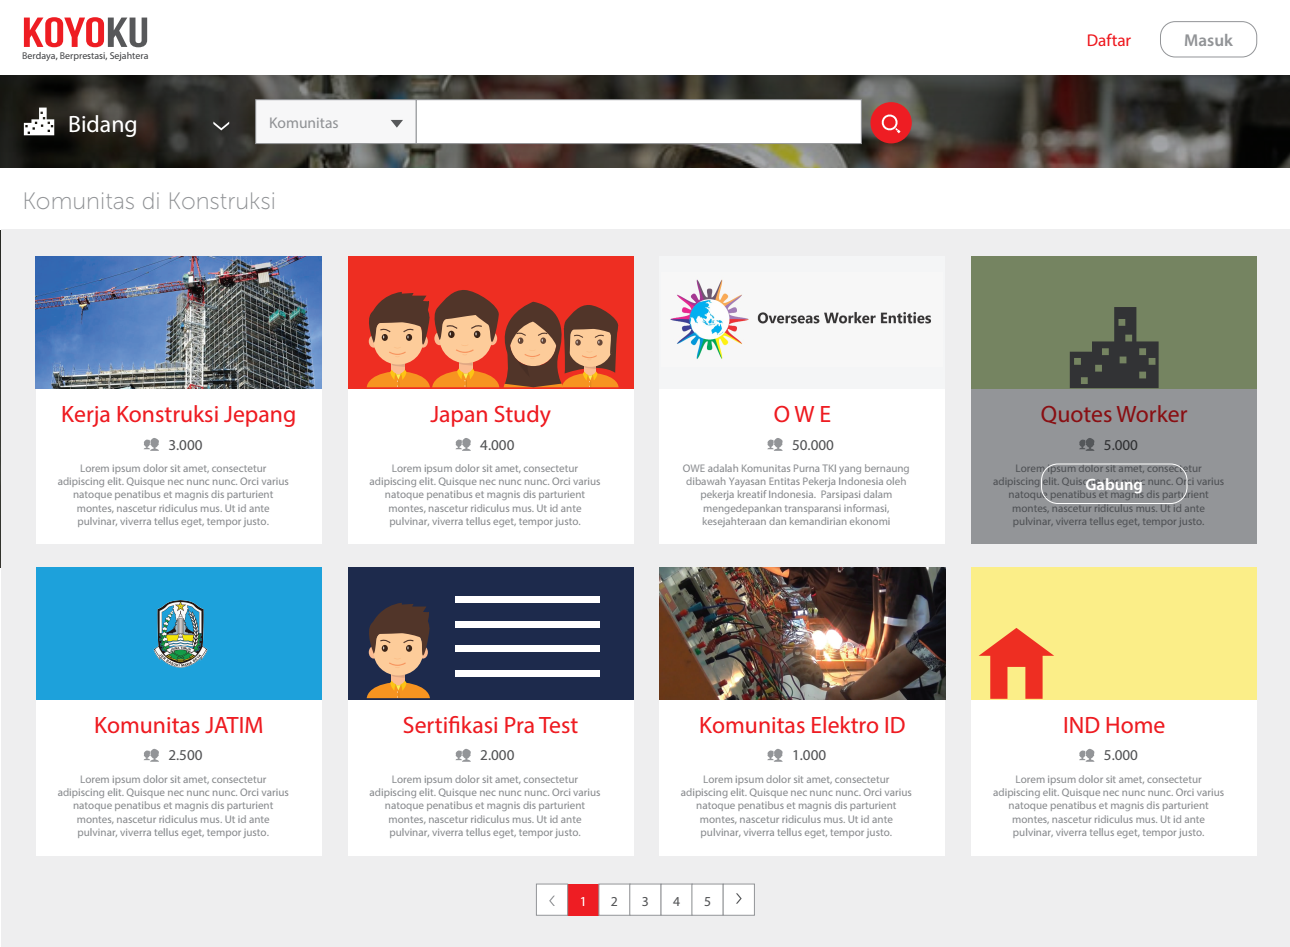 KOYOKU
Berdaya, Berprestasi, Sejahtera
Daftar
Masuk
Bidang
Komunitas
Komunitas di Konstruksi
Kerja Konstruksi Jepang
3.000
Lorem ipsum dolor sit amet, consectetur
adipiscing elit. Quisque nec nunc nunc. Orci varius
natoque penatibus et magnis dis parturient
montes, nascetur ridiculus mus. Ut id ante
pulvinar, viverra tellus eget, tempor justo.
Japan Study
4.000
Lorem ipsum dolor sit amet, consectetur
adipiscing elit. Quisque nec nunc nunc. Orci varius
natoque penatibus et magnis dis parturient
montes, nascetur ridiculus mus. Ut id ante
pulvinar, viverra tellus eget, tempor justo.
Overseas Worker Entities
O W E
50.000
OWE adalah Komunitas Purna TKI yang bernaung
dibawah Yayasan Entitas Pekerja Indonesia oleh
pekerja kreatif Indonesia. Parsipasi dalam
mengedepankan transparansi informasi,
kesejahteraan dan kemandirian ekonomi
Quotes Worker
5.000
Lorem ipsum dolor sit amet, consectetur
adipiscing elit. Quisque nec nunc nunc. Orci varius
Gabung
natoque penatibus et magnis dis parturient
montes, nascetur ridiculus mus. Ut id ante
pulvinar, viverra tellus eget, tempor justo.
Komunitas JATIM
2.500
Lorem ipsum dolor sit amet, consectetur
adipiscing elit. Quisque nec nunc nunc. Orci varius
natoque penatibus et magnis dis parturient
montes, nascetur ridiculus mus. Ut id ante
pulvinar, viverra tellus eget, tempor justo.
Sertifikasi Pra Test
2.000
Lorem ipsum dolor sit amet, consectetur
adipiscing elit. Quisque nec nunc nunc. Orci varius
natoque penatibus et magnis dis parturient
montes, nascetur ridiculus mus. Ut id ante
pulvinar, viverra tellus eget, tempor justo.
Komunitas Elektro ID
1.000
Lorem ipsum dolor sit amet, consectetur
adipiscing elit. Quisque nec nunc nunc. Orci varius
natoque penatibus et magnis dis parturient
montes, nascetur ridiculus mus. Ut id ante
pulvinar, viverra tellus eget, tempor justo.
IND Home
5.000
Lorem ipsum dolor sit amet, consectetur
adipiscing elit. Quisque nec nunc nunc. Orci varius
natoque penatibus et magnis dis parturient
montes, nascetur ridiculus mus. Ut id ante
pulvinar, viverra tellus eget, tempor justo.
1 2 3 4 5